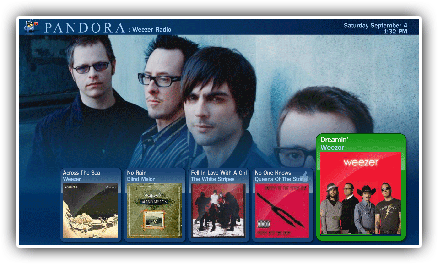 PANDORA : Weezer Radio
Saturday September 4
1:32 PM
Across The Sea
Weezer
No Rain
Blind Melon
Fell In Love With A Girl
The White Stripes
No One Knows
Queens Of The Sto
Dreamin'
Weezer
weezer